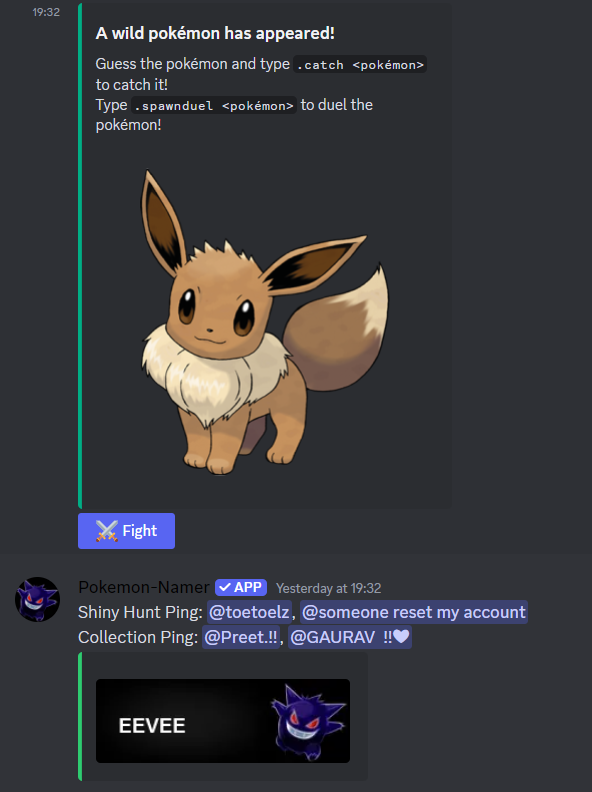 19:32
A wild pokémon has appeared!
Guess the pokémon and type .catch <pokémon>
to catch it!
Type .spawnduel <pokémon> to duel the
pokémon!
Fight
Pokemon-Namer APP Yesterday at 19:32
Shiny Hunt Ping: @toetoelz, @someone reset my account
Collection Ping: @Preet.!!, @GAURAV !!🤍
EEVEE